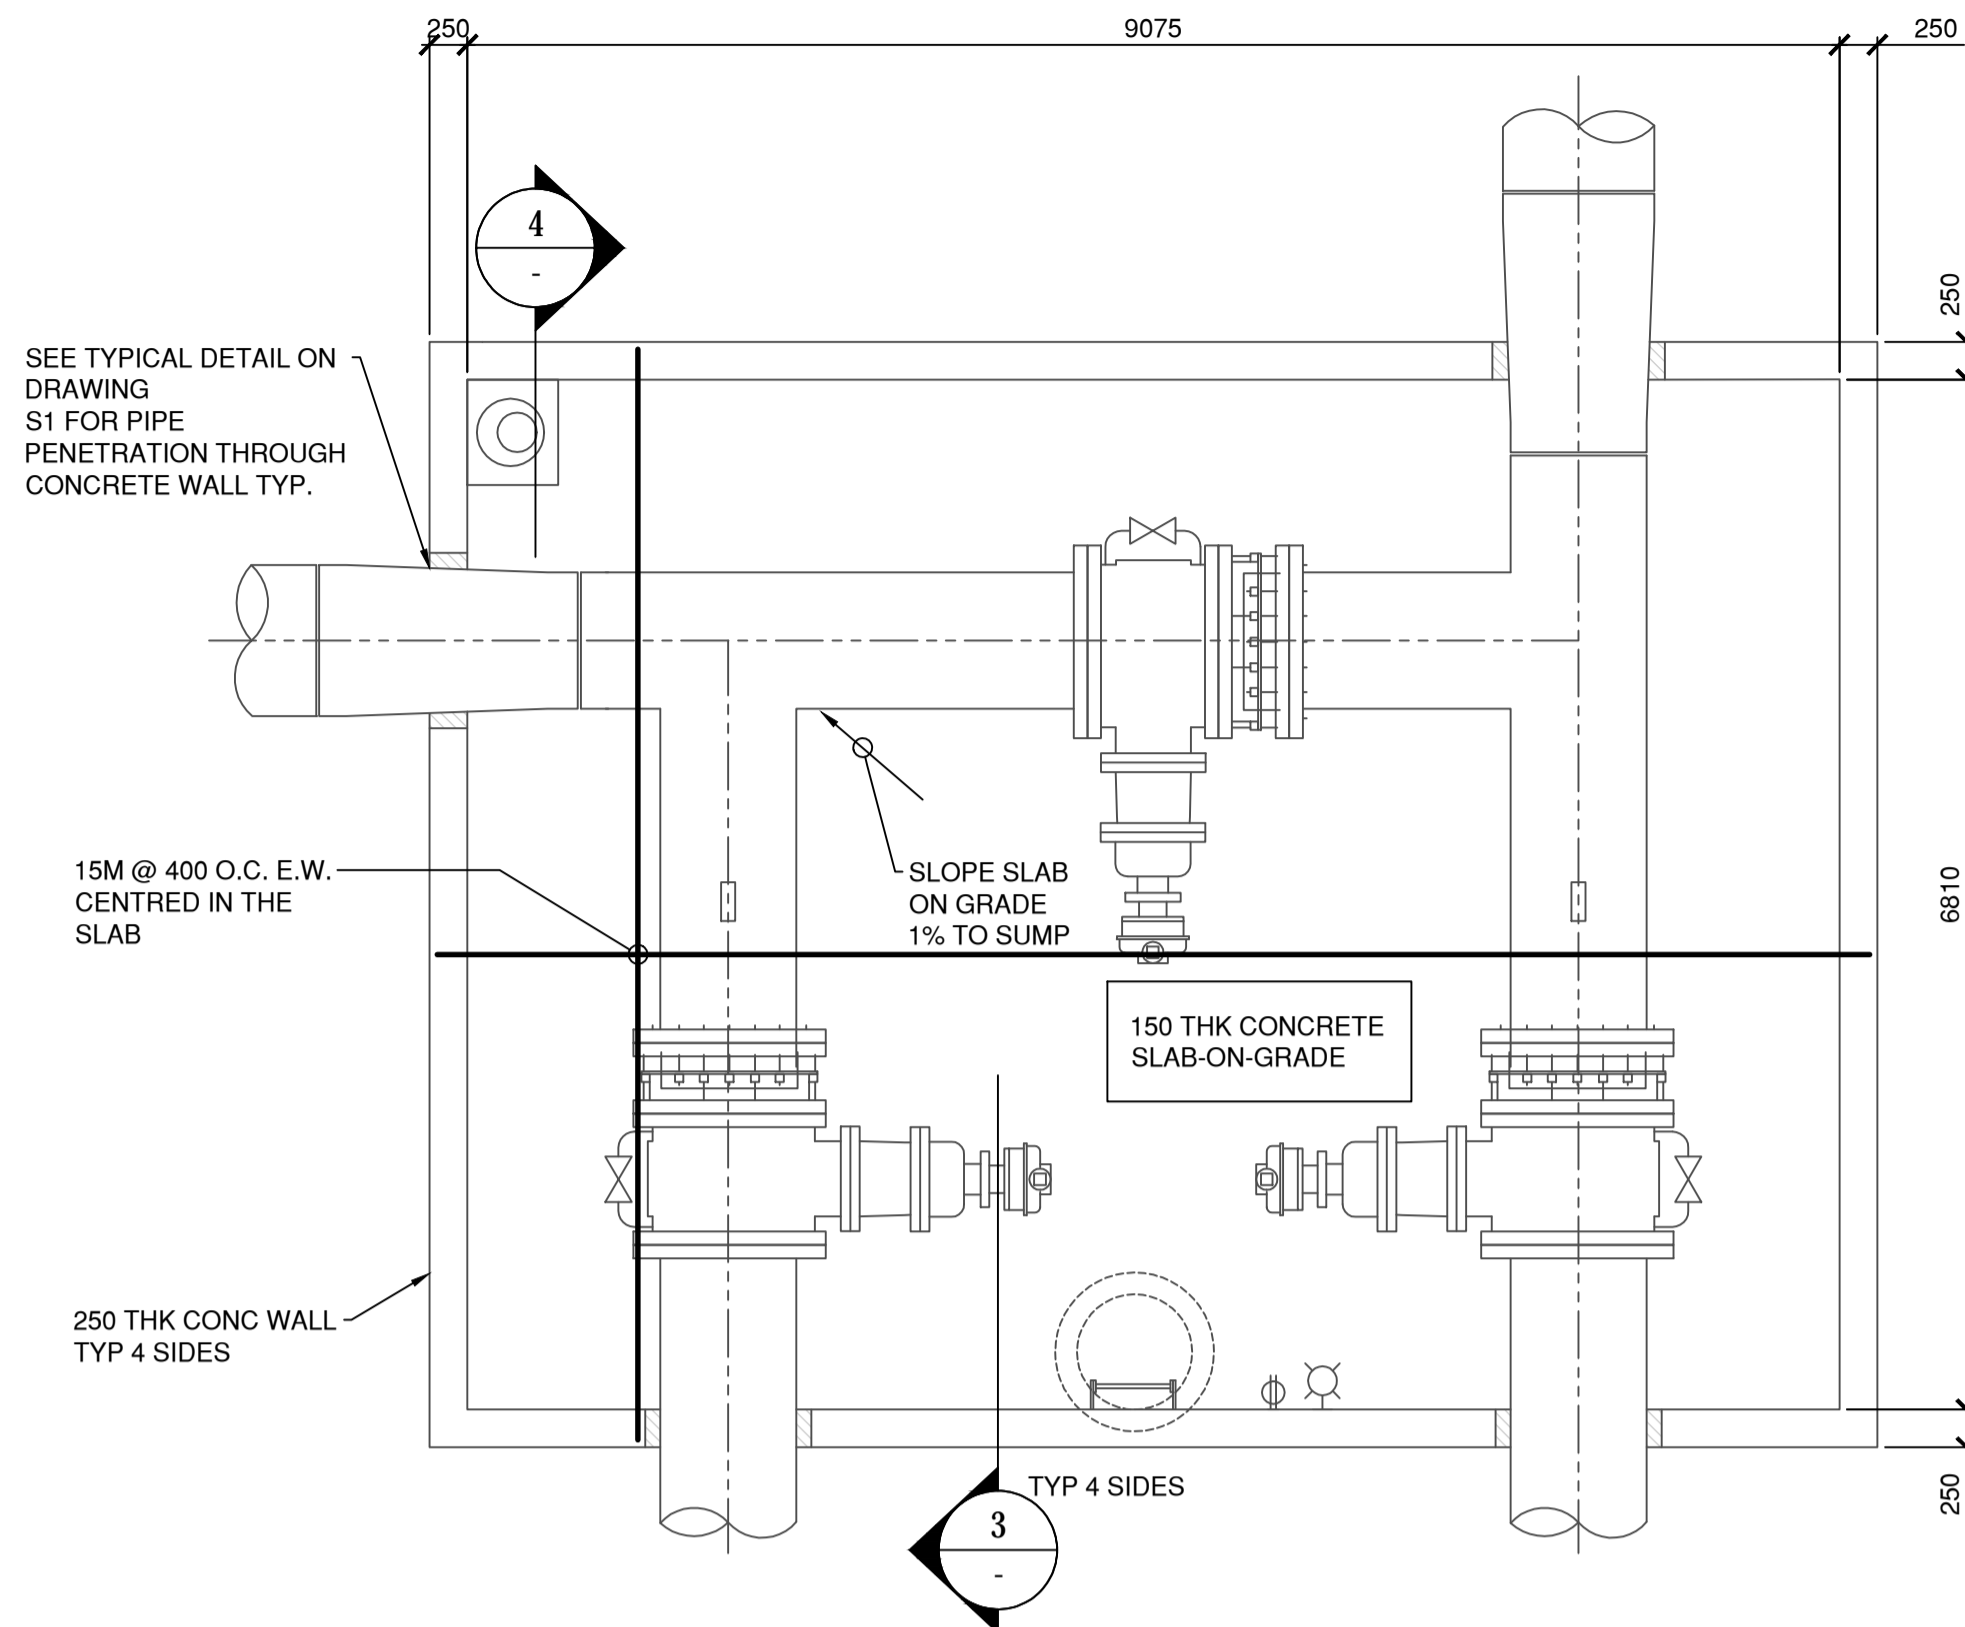 250
9075
250
4
-
250
SEE TYPICAL DETAIL ON
DRAWING
S1 FOR PIPE
PENETRATION THROUGH
CONCRETE WALL TYP.
15M @ 400 O.C. E.W.
CENTRED IN THE
SLAB
SLOPE SLAB
ON GRADE
1% TO SUMP
6810
150 THK CONCRETE
SLAB-ON-GRADE
250 THK CONC WALL
TYP 4 SIDES
TYP 4 SIDES
250
3
-